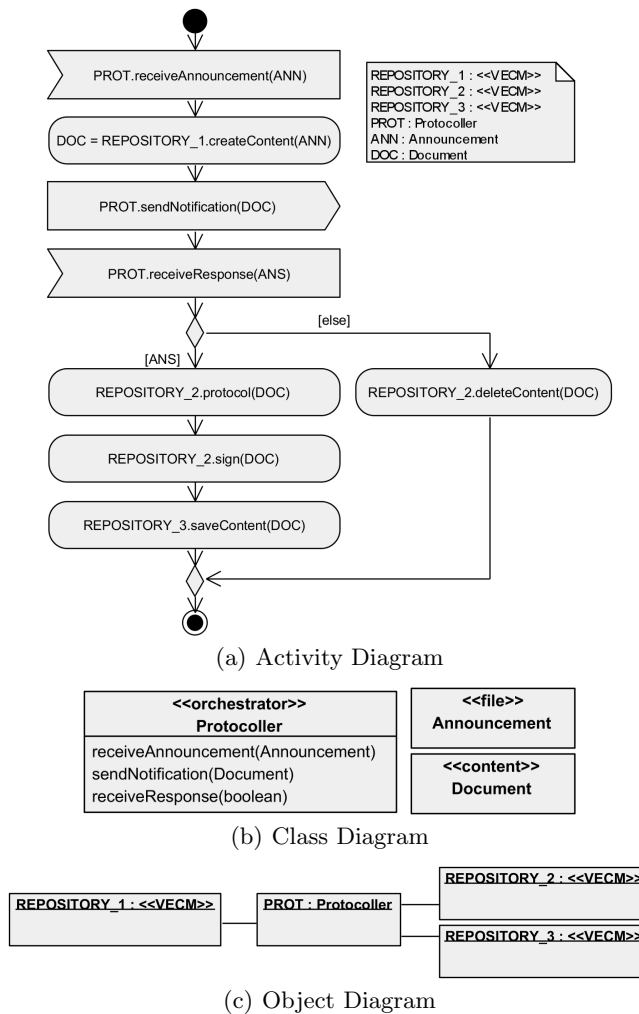 PROT.receiveAnnouncement(ANN)
REPOSITORY_1 : <<VECM>>
REPOSITORY_2 : <<VECM>>
REPOSITORY_3 : <<VECM>>
PROT : Protocoller
ANN : Announcement
DOC : Document
DOC = REPOSITORY_1.createContent(ANN)
PROT.sendNotification(DOC)
PROT.receiveResponse(ANS)
[else]
[ANS]
REPOSITORY_2.protocol(DOC)
REPOSITORY_2.deleteContent(DOC)
REPOSITORY_2.sign(DOC)
REPOSITORY_3.saveContent(DOC)
(a) Activity Diagram
<<orchestrator>>
Protocoller
receiveAnnouncement(Announcement)
sendNotification(Document)
receiveResponse(boolean)
<<file>>
Announcement
<<content>>
Document
(b) Class Diagram
REPOSITORY_1 : <<VECM>>
PROT : Protocoller
REPOSITORY_2 : <<VECM>>
REPOSITORY_3 : <<VECM>>
(c) Object Diagram